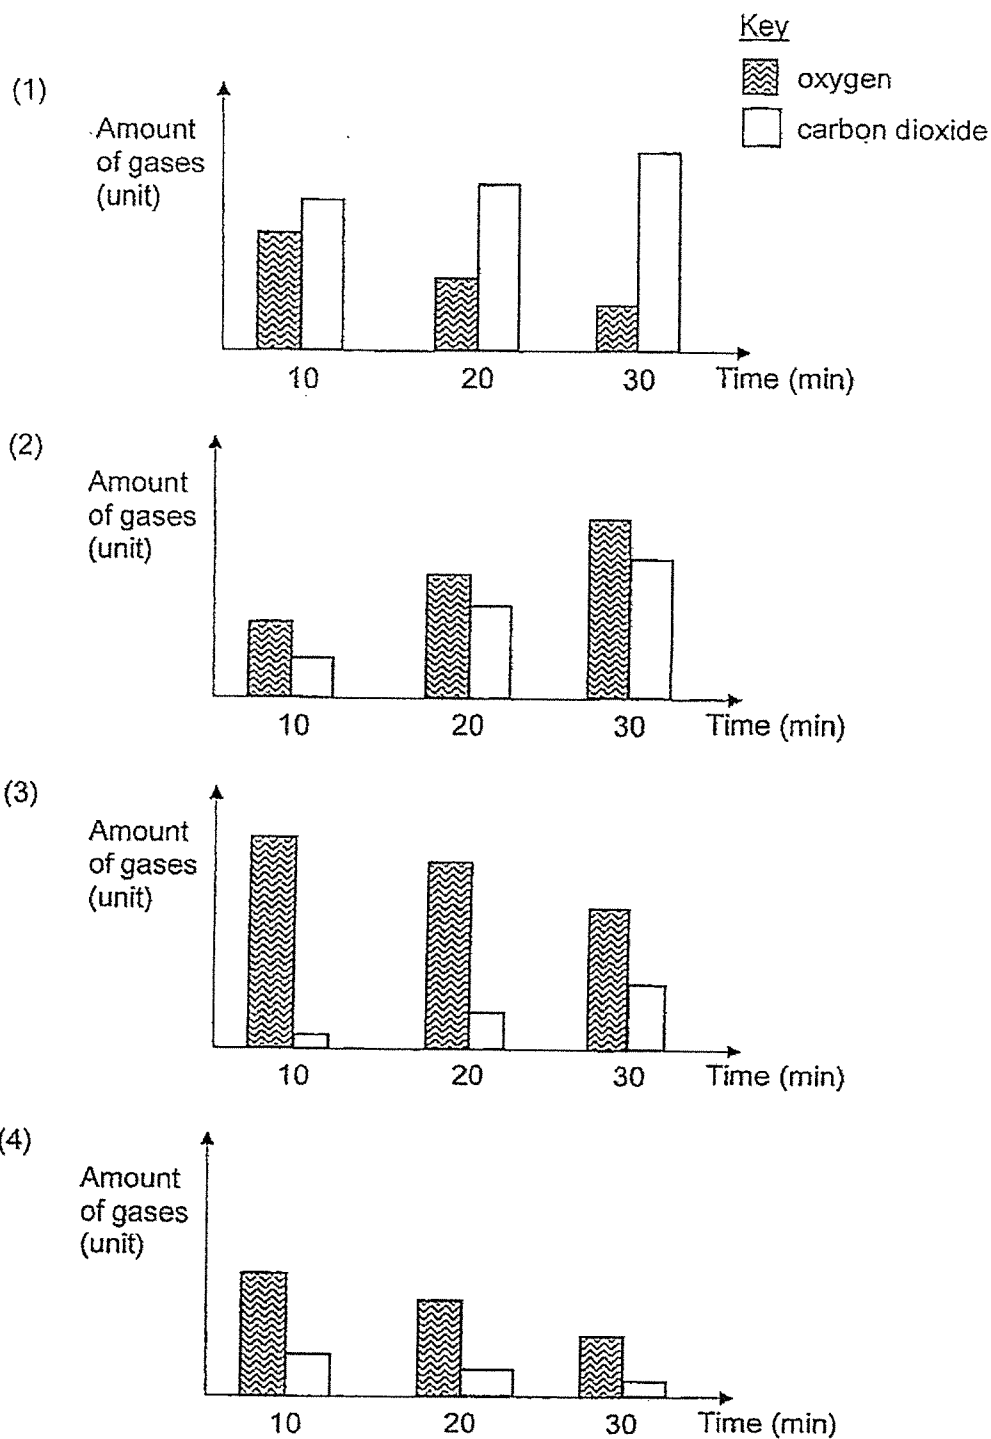 Key
oxygen
carbon dioxide
(1)
Amount
of gases
(unit)
10 20 30 Time (min)
(2)
Amount
of gases
(unit)
10 20 30 Time (min)
(3)
Amount
of gases
(unit)
10 20 30 Time (min)
(4)
Amount
of gases
(unit)
10 20 30 Time (min)